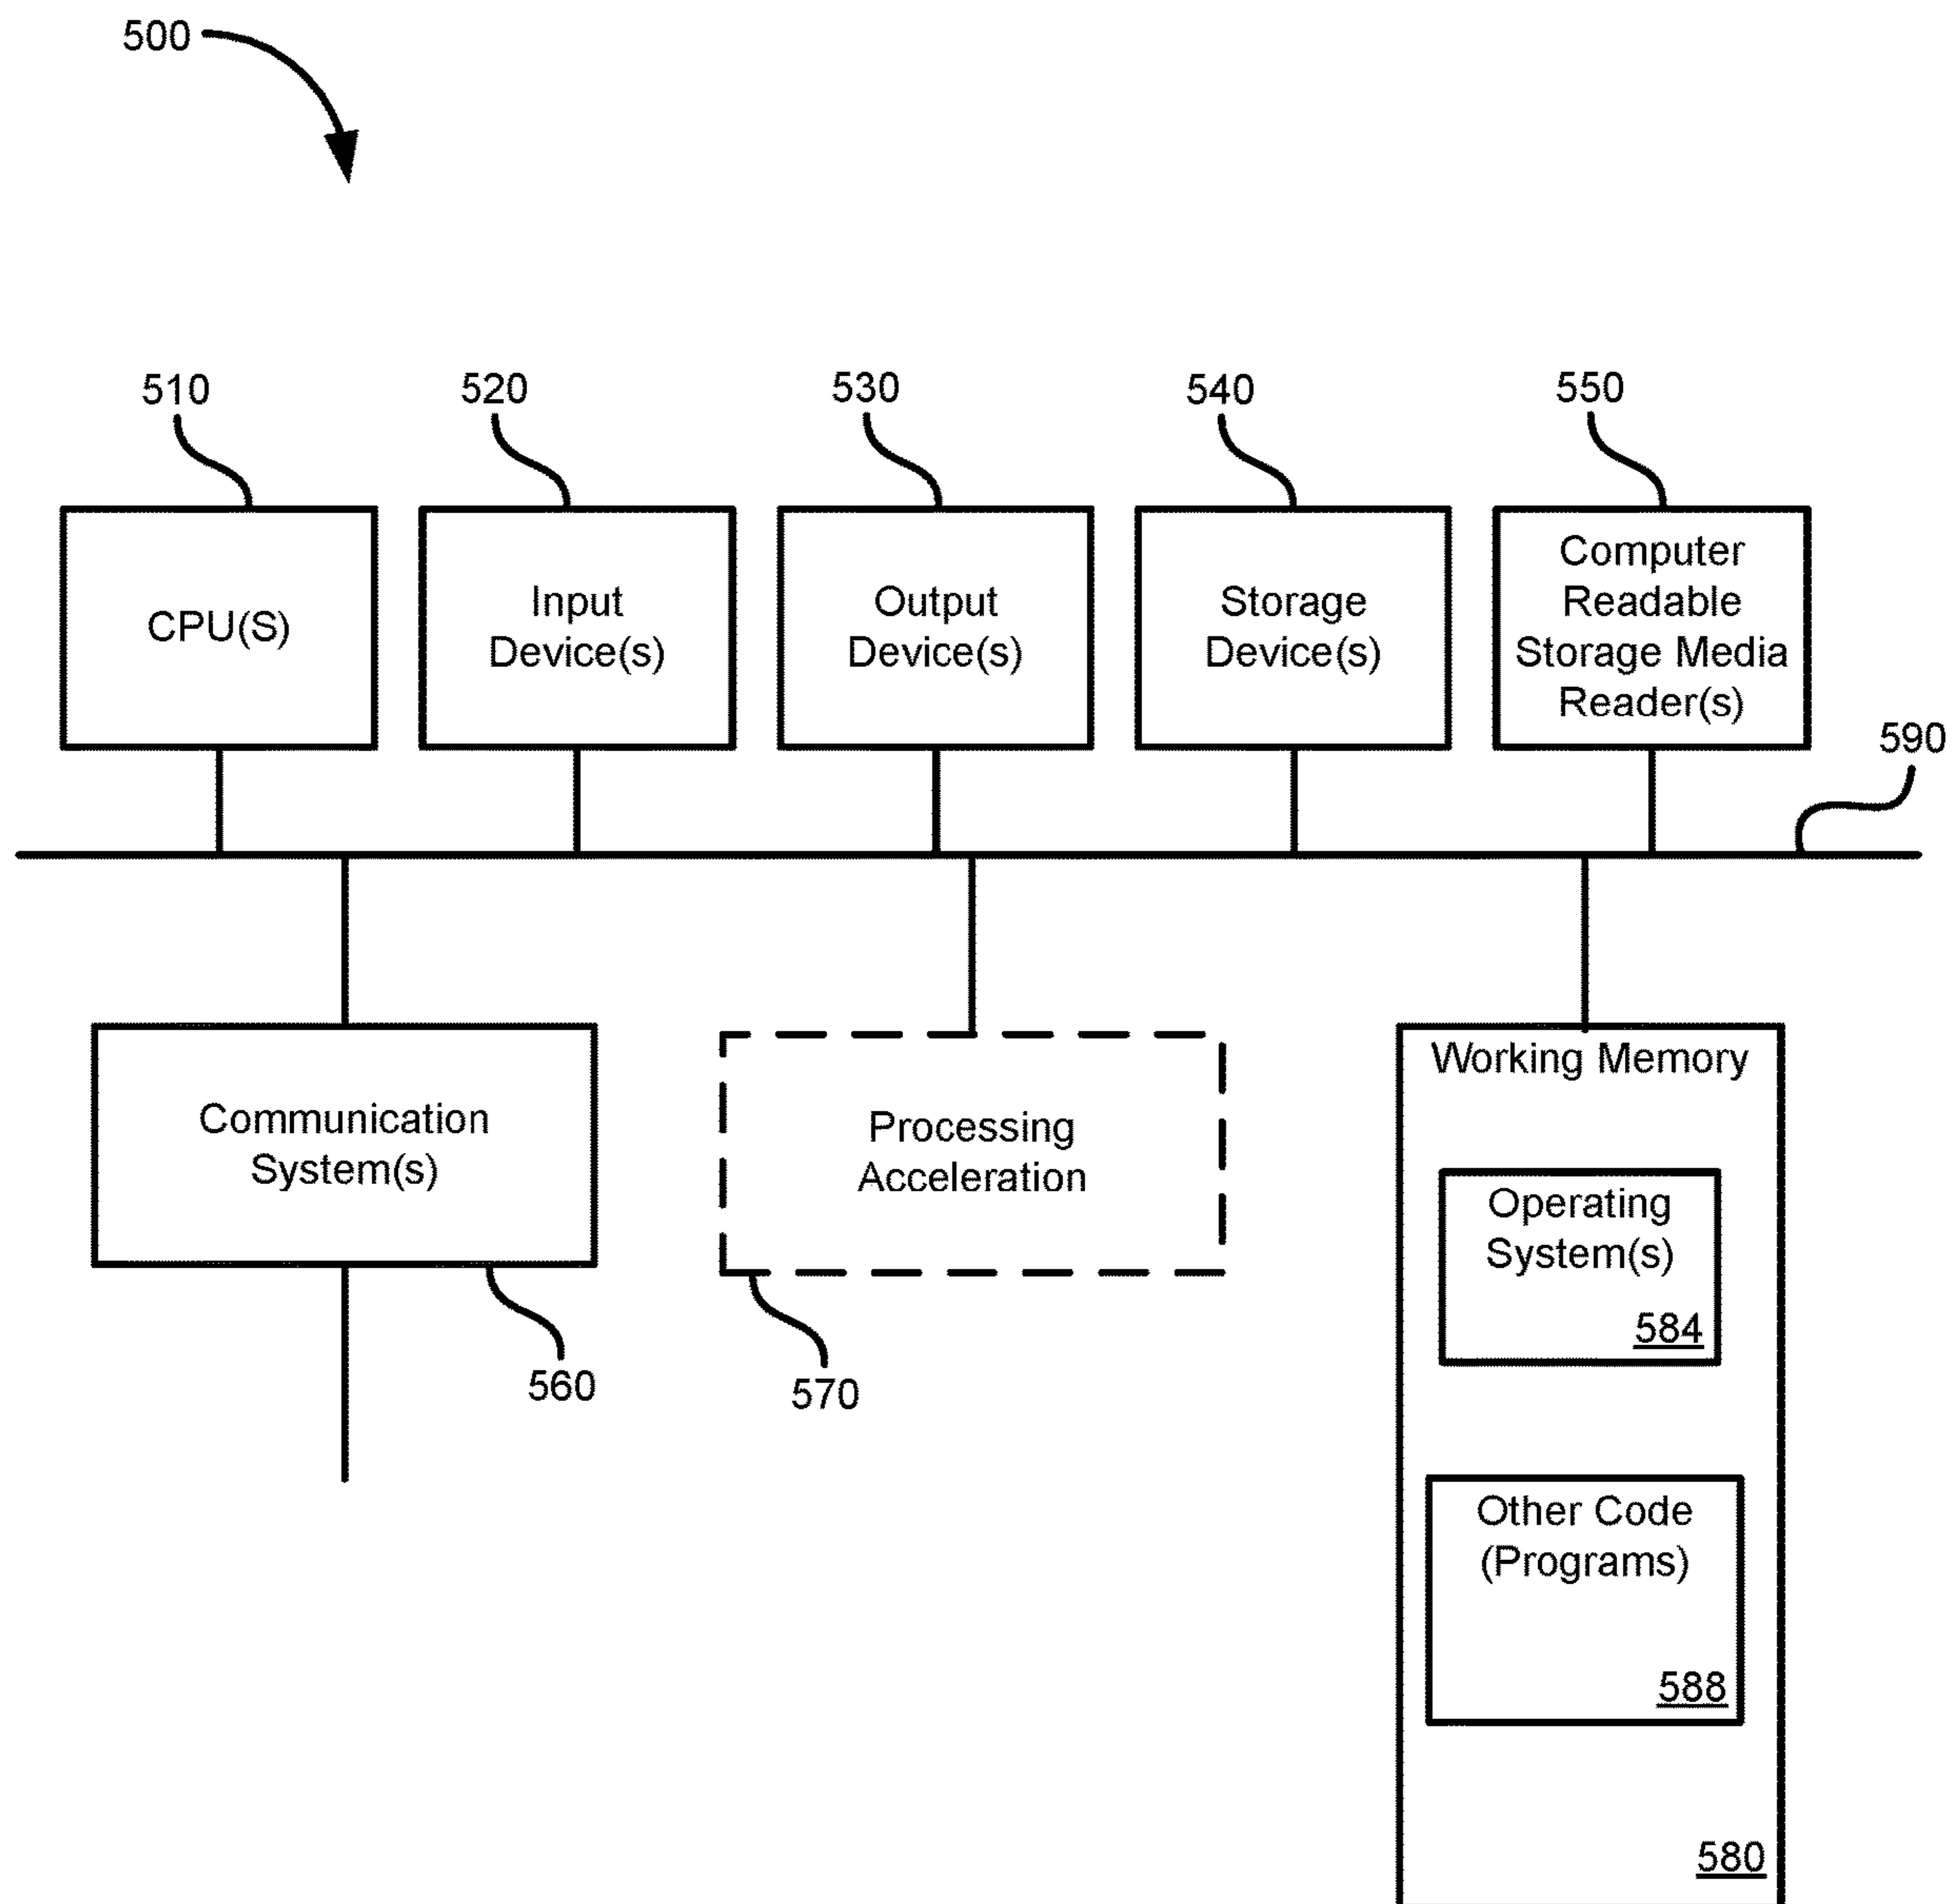 500
510
520
530
540
550
CPU(S)
Input
Device(s)
Output
Device(s)
Storage
Device(s)
Computer
Readable
Storage Media
Reader(s)
590
Communication
System(s)
560
Processing
Acceleration
570
Working Memory
Operating
System(s)
584
Other Code
(Programs)
588
580